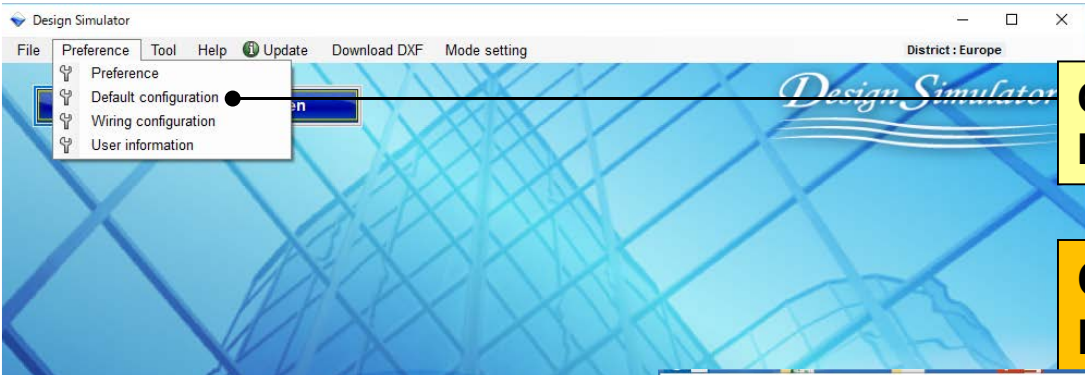 Design Simulator
File Preference Tool Help Update Download DXF Mode setting District : Europe
Preference
Default configuration
Wiring configuration
User information
Design Simulator